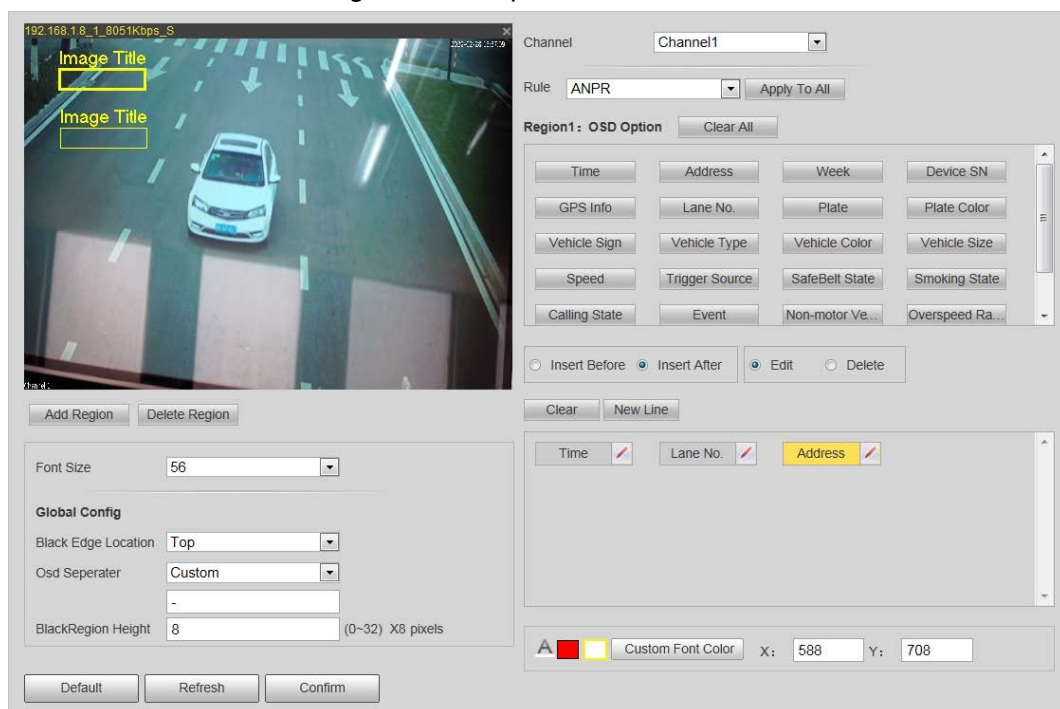 192.168.1.8_1_8051Kbps_S
Image Title
Image Title
Add Region Delete Region
Font Size 56
Global Config
Black Edge Location Top
Osd Seperater Custom
-
BlackRegion Height 8 (0~32) X8 pixels
Default Refresh Confirm
Channel Channel1
Rule ANPR Apply To All
Region1: OSD Option Clear All
Time Address Week Device SN
GPS Info Lane No. Plate Plate Color
Vehicle Sign Vehicle Type Vehicle Color Vehicle Size
Speed Trigger Source SafeBelt State Smoking State
Calling State Event Non-motor Ve... Overspeed Ra...
Insert Before Insert After Edit Delete
Clear New Line
Time Lane No. Address
A Custom Font Color X: 588 Y: 708